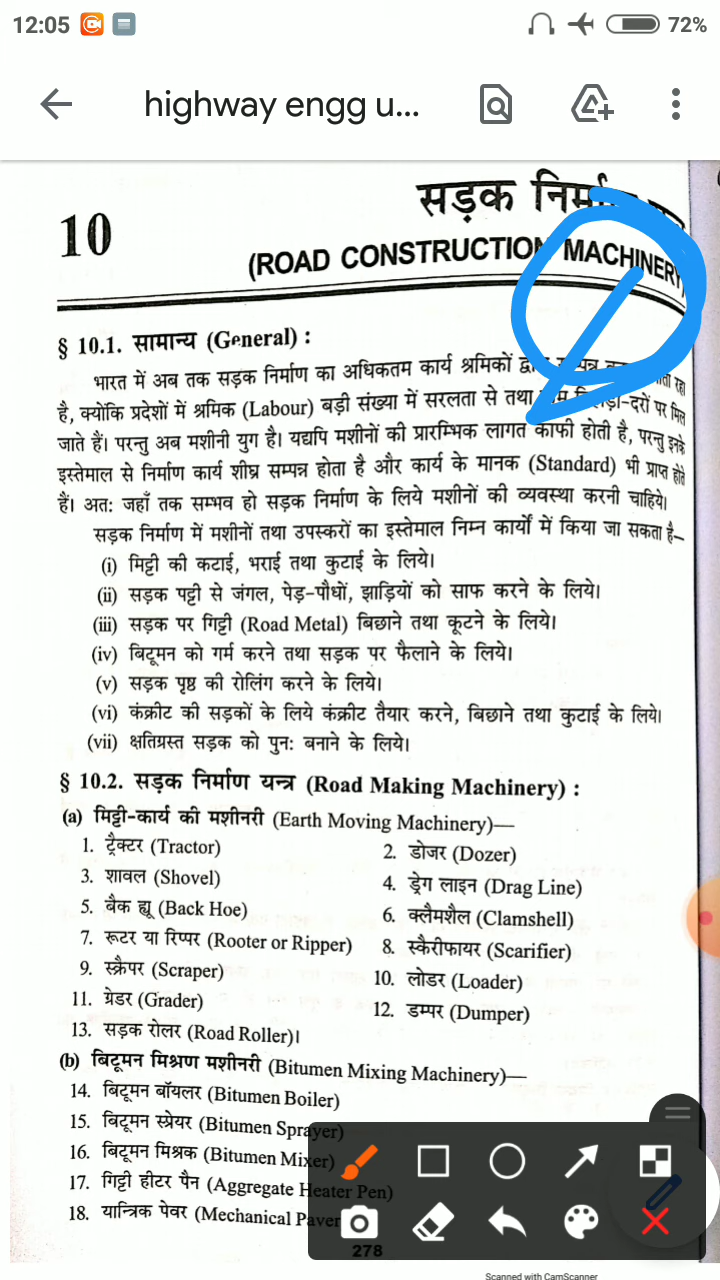 12:05
72%
highway engg u...
सड़क निर्माण
10
(ROAD CONSTRUCTION MACHINERY)
§ 10.1. सामान्य (General) :
भारत में अब तक सड़क निर्माण का अधिकतम कार्य श्रमिकों
है, क्योंकि प्रदेशों में श्रमिक (Labour) बड़ी संख्या में सरलता से तथा दरों पर मिल
जाते हैं। परन्तु अब मशीनी युग है। यद्यपि मशीनों की प्रारम्भिक लागत काफी होती है, परन्तु इनके
इस्तेमाल से निर्माण कार्य शीघ्र सम्पन्न होता है और कार्य के मानक (Standard) भी प्राप्त होते
हैं। अत: जहाँ तक सम्भव हो सड़क निर्माण के लिये मशीनों की व्यवस्था करनी चाहिये।
सड़क निर्माण में मशीनों तथा उपस्करों का इस्तेमाल निम्न कार्यों में किया जा सकता है—
(i) मिट्टी की कटाई, भराई तथा कुटाई के लिये।
(ii) सड़क पट्टी से जंगल, पेड़-पौधों, झाड़ियों को साफ करने के लिये।
(iii) सड़क पर गिट्टी (Road Metal) बिछाने तथा कूटने के लिये।
(iv) बिटूमन को गर्म करने तथा सड़क पर फैलाने के लिये।
(v) सड़क पृष्ठ की रोलिंग करने के लिये।
(vi) कंक्रीट की सड़कों के लिये कंक्रीट तैयार करने, बिछाने तथा कुटाई के लिये।
(vii) क्षतिग्रस्त सड़क को पुन: बनाने के लिये।
§ 10.2. सड़क निर्माण यन्त्र (Road Making Machinery) :
(a) मिट्टी-कार्य की मशीनरी (Earth Moving Machinery)—
1. ट्रैक्टर (Tractor) 2. डोजर (Dozer)
3. शावल (Shovel) 4. ड्रेग लाइन (Drag Line)
5. बैक ह्यू (Back Hoe) 6. क्लैमशैल (Clamshell)
7. रूटर या रिप्पर (Rooter or Ripper) 8. स्कैरीफायर (Scarifier)
9. स्क्रैपर (Scraper) 10. लोडर (Loader)
11. ग्रेडर (Grader) 12. डम्पर (Dumper)
13. सड़क रोलर (Road Roller)।
(b) बिटूमन मिश्रण मशीनरी (Bitumen Mixing Machinery)—
14. बिटूमन बॉयलर (Bitumen Boiler)
15. बिटूमन स्प्रेयर (Bitumen Sprayer)
16. बिटूमन मिश्रक (Bitumen Mixer)
17. गिट्टी हीटर पैन (Aggregate Heater Pen)
18. यान्त्रिक पेवर (Mechanical Paver
278
Scanned with CamScanner